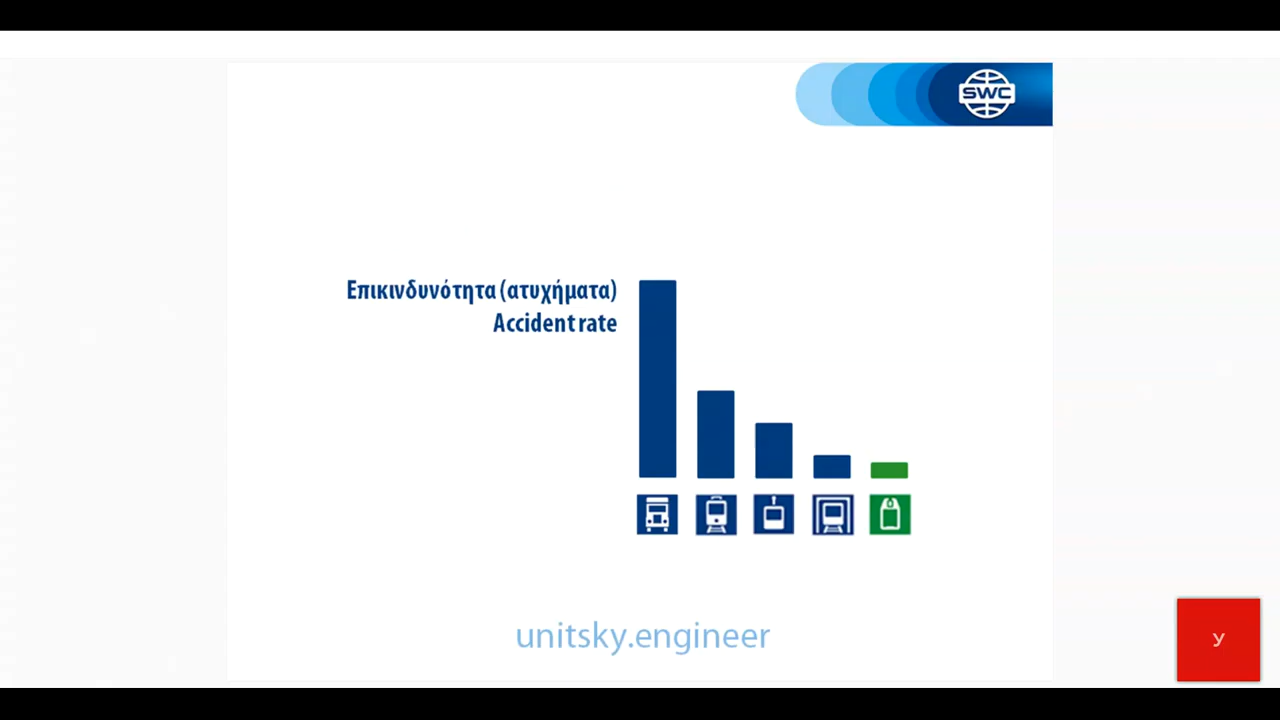 SWC
Επικινδυνότητα (ατυχήματα)
Accident rate
unitsky.engineer
У